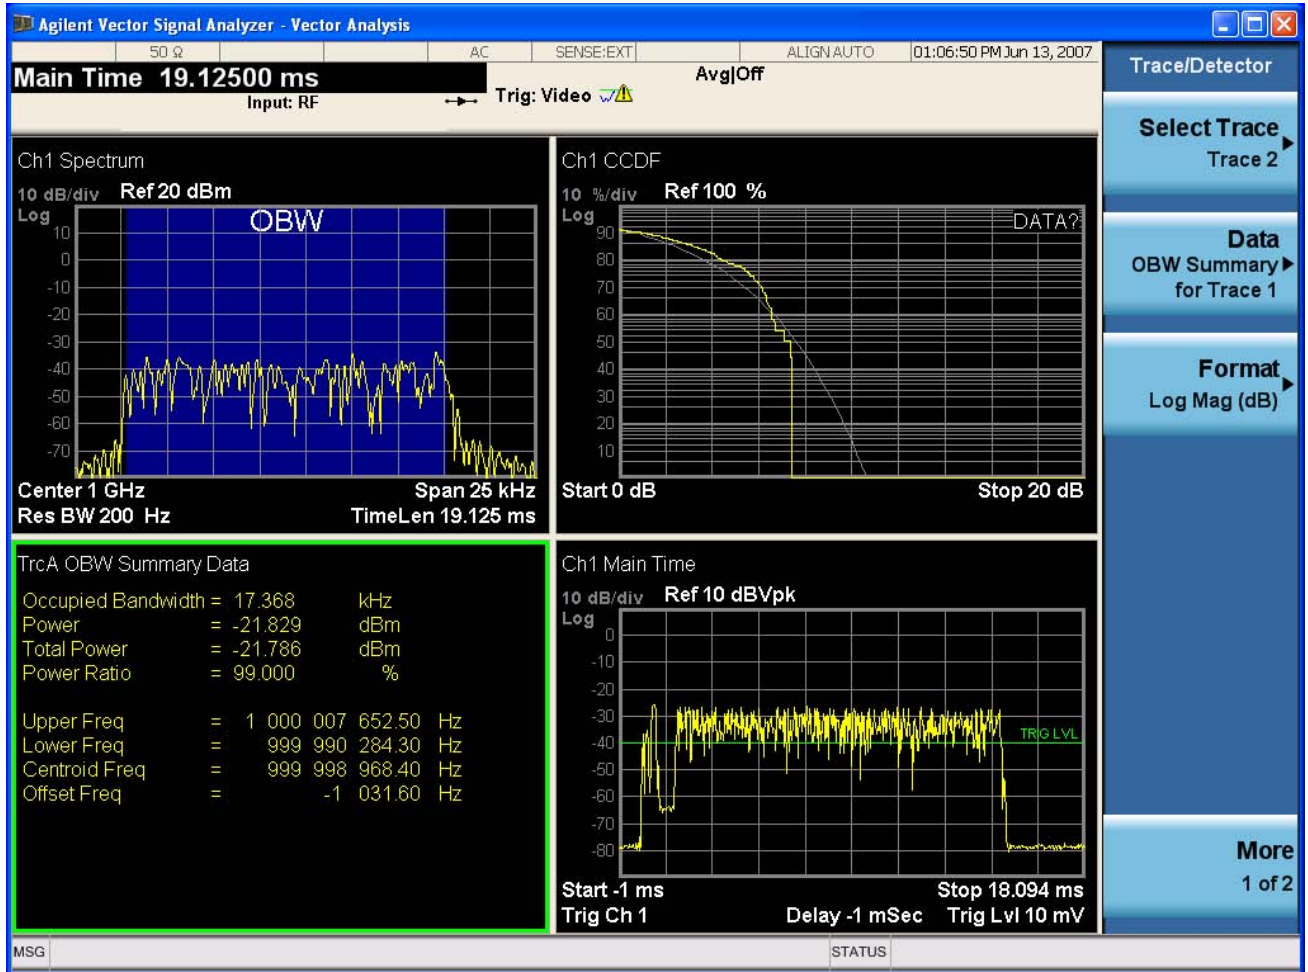 Agilent Vector Signal Analyzer - Vector Analysis
50 Ω AC SENSE:EXT ALIGN AUTO 01:06:50 PM Jun 13, 2007
Main Time 19.12500 ms
Input: RF
Trig: Video
Avg|Off
Ch1 Spectrum
10 dB/div Ref 20 dBm
Log
OBW
10
0
-10
-20
-30
-40
-50
-60
-70
Center 1 GHz Span 25 kHz
Res BW 200 Hz TimeLen 19.125 ms
Ch1 CCDF
10 %/div Ref 100 %
Log
DATA?
90
80
70
60
50
40
30
20
10
Start 0 dB Stop 20 dB
TrcA OBW Summary Data
Occupied Bandwidth = 17.368 kHz
Power = -21.829 dBm
Total Power = -21.786 dBm
Power Ratio = 99.000 %
Upper Freq = 1 000 007 652.50 Hz
Lower Freq = 999 990 284.30 Hz
Centroid Freq = 999 998 968.40 Hz
Offset Freq = -1 031.60 Hz
Ch1 Main Time
10 dB/div Ref 10 dBVpk
Log
0
-10
-20
-30
-40
-50
-60
-70
-80
TRIG LVL
Start -1 ms Stop 18.094 ms
Trig Ch 1 Delay -1 mSec Trig Lvl 10 mV
Trace/Detector
Select Trace
Trace 2
Data
OBW Summary
for Trace 1
Format
Log Mag (dB)
More
1 of 2
MSG STATUS